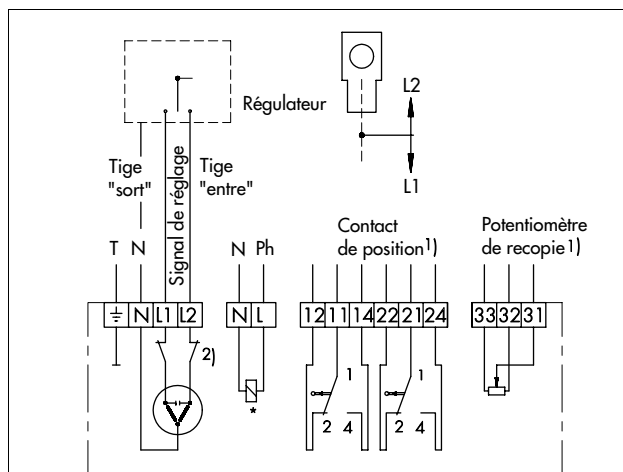 L2
Régulateur
L1
Tige
"sort"
Signal de réglage
Tige
"entre"
Contact
de position 1)
Potentiomètre
de recopie 1)
T N
N Ph
N L1 L2
N L
12 11 14 22 21 24
33 32 31
2)
*
1
2 4
1
2 4